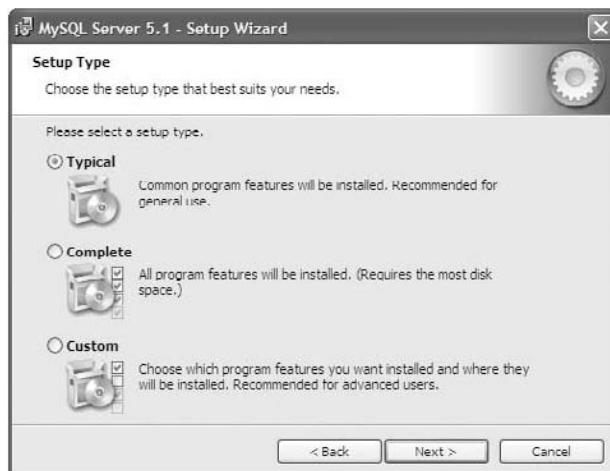 MySQL Server 5.1 - Setup Wizard
Setup Type
Choose the setup type that best suits your needs.
Please select a setup type.
Typical
Common program features will be installed. Recommended for
general use.
Complete
All program features will be installed. (Requires the most disk
space.)
Custom
Choose which program features you want installed and where they
will be installed. Recommended for advanced users.
< Back
Next >
Cancel